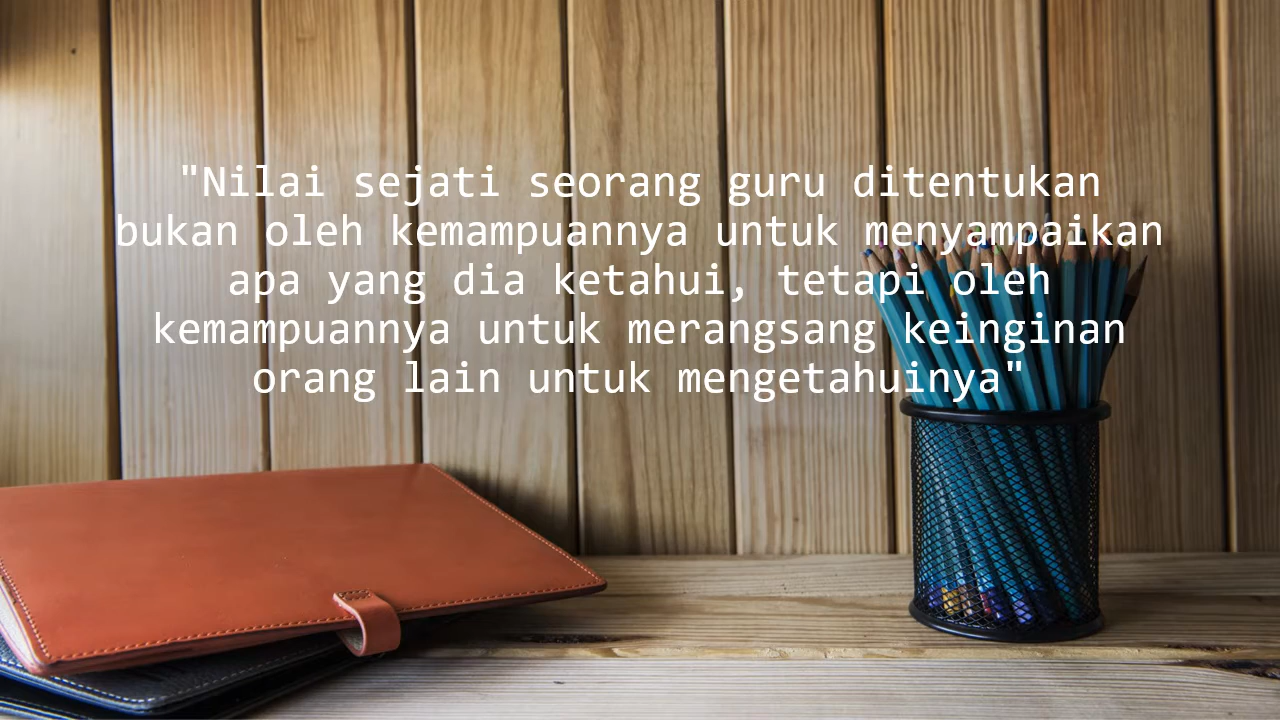 "Nilai sejati seorang guru ditentukan
bukan oleh kemampuannya untuk menyampaikan
apa yang dia ketahui, tetapi oleh
kemampuannya untuk merangsang keinginan
orang lain untuk mengetahuinya"